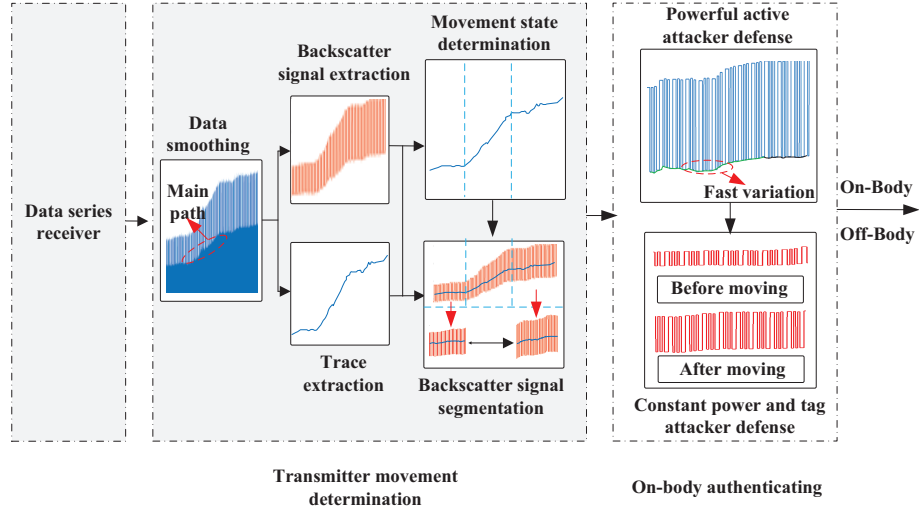 Data series
receiver
Data
smoothing
Main
path
Backscatter
signal extraction
Trace
extraction
Movement state
determination
Backscatter signal
segmentation
Transmitter movement
determination
Powerful active
attacker defense
Fast variation
Before moving
After moving
Constant power and tag
attacker defense
On-body authenticating
On-Body
Off-Body